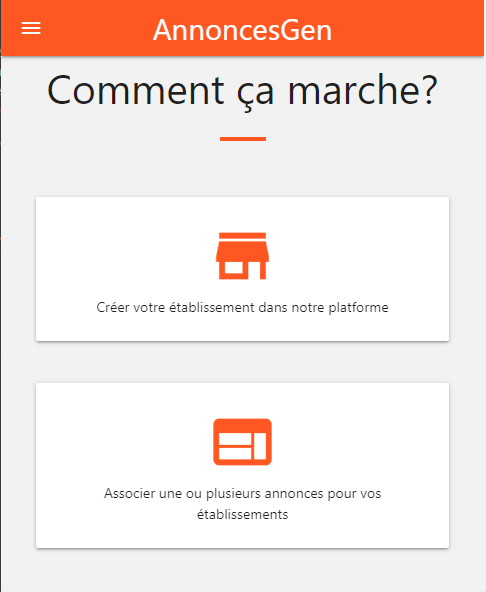 AnnoncesGen
Comment ça marche?
Créer votre établissement dans notre platforme
Associer une ou plusieurs annonces pour vos
établissements